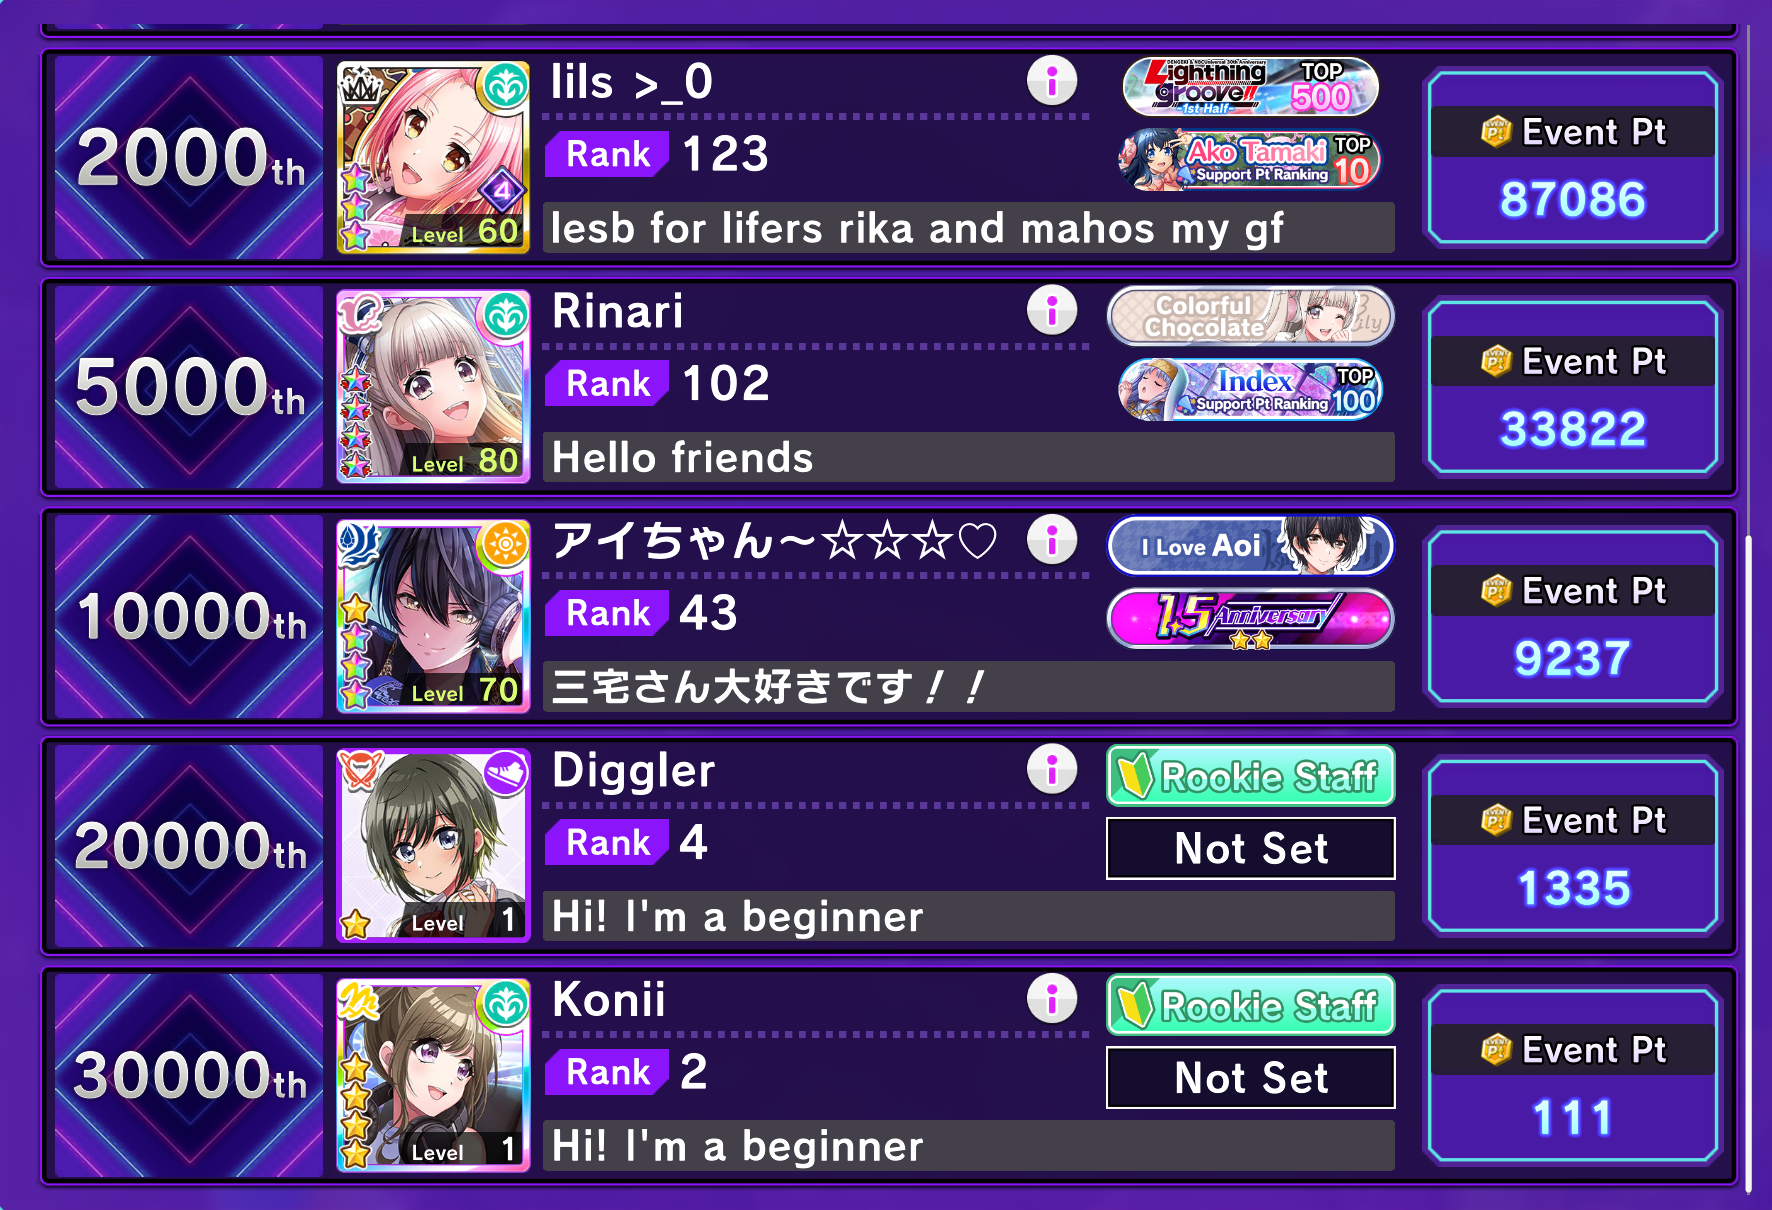 2000th
4
Level 60
lils >_0
Rank 123
lesb for lifers rika and mahos my gf
DENGEKI & NBCUniversal 30th Anniversary
Lightning groove!!
-1st Half-
TOP 500
Ako Tamaki
Support Pt Ranking
TOP 10
Event Pt
87086
5000th
Level 80
Rinari
Rank 102
Hello friends
Colorful
Chocolate
Index
Support Pt Ranking
TOP 100
Event Pt
33822
10000th
Level 70
アイちゃん～☆☆☆♡
Rank 43
三宅さん大好きです！！
I Love Aoi
1.5 Anniversary
Event Pt
9237
20000th
Level 1
Diggler
Rank 4
Hi! I'm a beginner
Rookie Staff
Not Set
Event Pt
1335
30000th
Level 1
Konii
Rank 2
Hi! I'm a beginner
Rookie Staff
Not Set
Event Pt
111